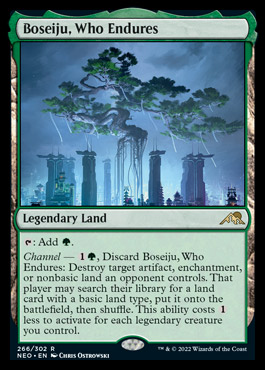 Boseiju, Who Endures
Legendary Land
: Add .
Channel — 1 , Discard Boseiju, Who
Endures: Destroy target artifact, enchantment,
or nonbasic land an opponent controls. That
player may search their library for a land
card with a basic land type, put it onto the
battlefield, then shuffle. This ability costs 1
less to activate for each legendary creature
you control.
266/302 R
NEO • EN Chris Ostrowski
™ & © 2022 Wizards of the Coast